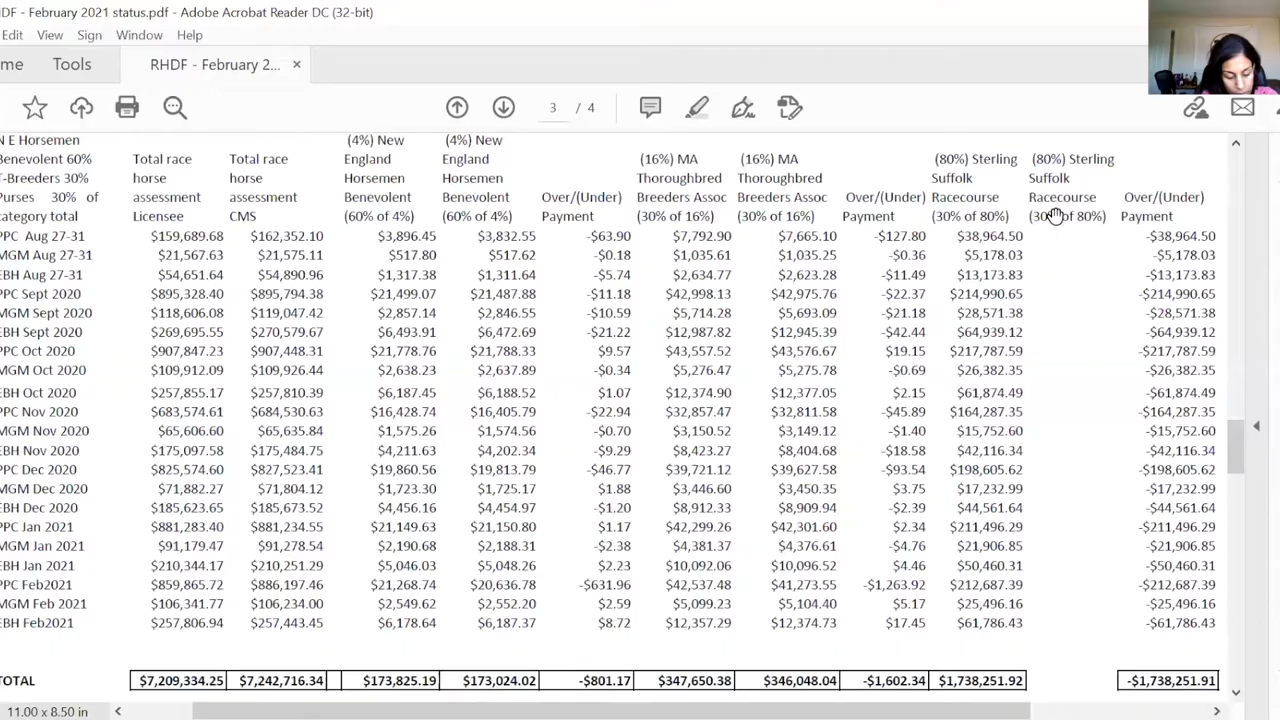 HDF - February 2021 status.pdf - Adobe Acrobat Reader DC (32-bit)
Edit View Sign Window Help
me Tools RHDF - February 2... ×
3 / 4
N E Horsemen (4%) New (4%) New
Benevolent 60% Total race Total race England England (16%) MA (16%) MA (80%) Sterling (80%) Sterling
T-Breeders 30% horse horse Horsemen Horsemen Thoroughbred Thoroughbred Suffolk Suffolk
Purses 30% of assessment assessment Benevolent Benevolent Over/(Under) Breeders Assoc Breeders Assoc Over/(Under) Racecourse Racecourse Over/(Under)
category total Licensee CMS (60% of 4%) (60% of 4%) Payment (30% of 16%) (30% of 16%) Payment (30% of 80%) (30% of 80%) Payment
PPC Aug 27-31 $159,689.68 $162,352.10 $3,896.45 $3,832.55 -$63.90 $7,792.90 $7,665.10 -$127.80 $38,964.50 -$38,964.50
MGM Aug 27-31 $21,567.63 $21,575.11 $517.80 $517.62 -$0.18 $1,035.61 $1,035.25 -$0.36 $5,178.03 -$5,178.03
EBH Aug 27-31 $54,651.64 $54,890.96 $1,317.38 $1,311.64 -$5.74 $2,634.77 $2,623.28 -$11.49 $13,173.83 -$13,173.83
PPC Sept 2020 $895,328.40 $895,794.38 $21,499.07 $21,487.88 -$11.18 $42,998.13 $42,975.76 -$22.37 $214,990.65 -$214,990.65
MGM Sept 2020 $118,606.08 $119,047.42 $2,857.14 $2,846.55 -$10.59 $5,714.28 $5,693.09 -$21.18 $28,571.38 -$28,571.38
EBH Sept 2020 $269,695.55 $270,579.67 $6,493.91 $6,472.69 -$21.22 $12,987.82 $12,945.39 -$42.44 $64,939.12 -$64,939.12
PPC Oct 2020 $907,847.23 $907,448.31 $21,778.76 $21,788.33 $9.57 $43,557.52 $43,576.67 $19.15 $217,787.59 -$217,787.59
MGM Oct 2020 $109,912.09 $109,926.44 $2,638.23 $2,637.89 -$0.34 $5,276.47 $5,275.78 -$0.69 $26,382.35 -$26,382.35
EBH Oct 2020 $257,855.17 $257,810.39 $6,187.45 $6,188.52 $1.07 $12,374.90 $12,377.05 $2.15 $61,874.49 -$61,874.49
PPC Nov 2020 $683,574.61 $684,530.63 $16,428.74 $16,405.79 -$22.94 $32,857.47 $32,811.58 -$45.89 $164,287.35 -$164,287.35
MGM Nov 2020 $65,606.60 $65,635.84 $1,575.26 $1,574.56 -$0.70 $3,150.52 $3,149.12 -$1.40 $15,752.60 -$15,752.60
EBH Nov 2020 $175,097.58 $175,484.75 $4,211.63 $4,202.34 -$9.29 $8,423.27 $8,404.68 -$18.58 $42,116.34 -$42,116.34
PPC Dec 2020 $825,574.60 $827,523.41 $19,860.56 $19,813.79 -$46.77 $39,721.12 $39,627.58 -$93.54 $198,605.62 -$198,605.62
MGM Dec 2020 $71,882.27 $71,804.12 $1,723.30 $1,725.17 $1.88 $3,446.60 $3,450.35 $3.75 $17,232.99 -$17,232.99
EBH Dec 2020 $185,623.65 $185,673.52 $4,456.16 $4,454.97 -$1.20 $8,912.33 $8,909.94 -$2.39 $44,561.64 -$44,561.64
PPC Jan 2021 $881,283.40 $881,234.55 $21,149.63 $21,150.80 $1.17 $42,299.26 $42,301.60 $2.34 $211,496.29 -$211,496.29
MGM Jan 2021 $91,179.47 $91,278.54 $2,190.68 $2,188.31 -$2.38 $4,381.37 $4,376.61 -$4.76 $21,906.85 -$21,906.85
EBH Jan 2021 $210,344.17 $210,251.29 $5,046.03 $5,048.26 $2.23 $10,092.06 $10,096.52 $4.46 $50,460.31 -$50,460.31
PPC Feb2021 $859,865.72 $886,197.46 $21,268.74 $20,636.78 -$631.96 $42,537.48 $41,273.55 -$1,263.92 $212,687.39 -$212,687.39
MGM Feb 2021 $106,341.77 $106,234.00 $2,549.62 $2,552.20 $2.59 $5,099.23 $5,104.40 $5.17 $25,496.16 -$25,496.16
EBH Feb2021 $257,806.94 $257,443.45 $6,178.64 $6,187.37 $8.72 $12,357.29 $12,374.73 $17.45 $61,786.43 -$61,786.43
TOTAL $7,209,334.25 $7,242,716.34 $173,825.19 $173,024.02 -$801.17 $347,650.38 $346,048.04 -$1,602.34 $1,738,251.92 -$1,738,251.91
11.00 x 8.50 in